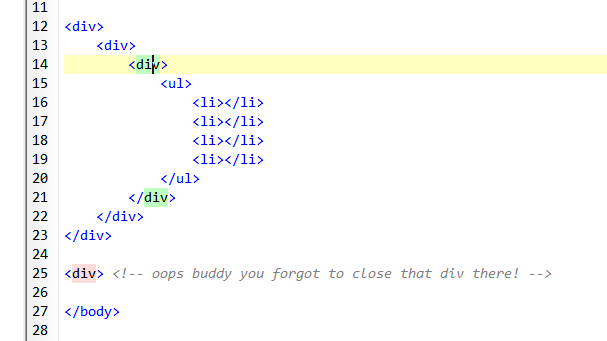 11
12 <div>
13 <div>
14 <div>
15 <ul>
16 <li></li>
17 <li></li>
18 <li></li>
19 <li></li>
20 </ul>
21 </div>
22 </div>
23 </div>
24
25 <div> <!-- oops buddy you forgot to close that div there! -->
26
27 </body>
28